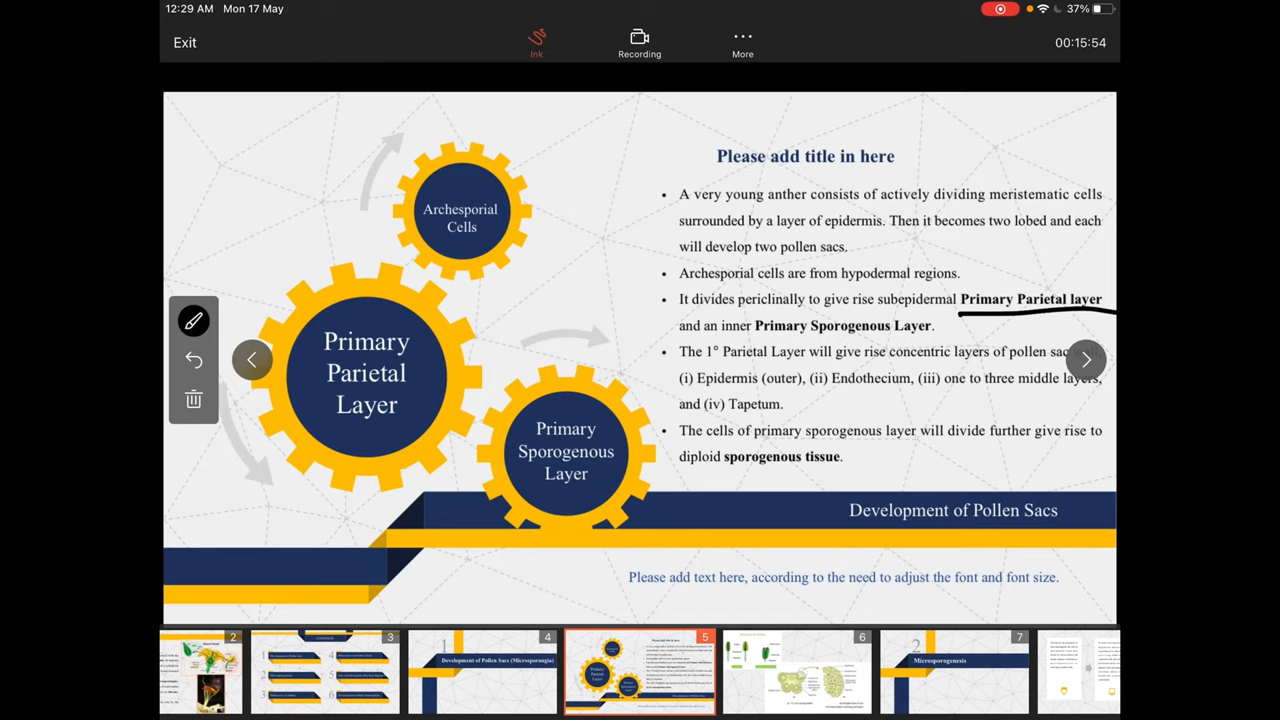 12:29 AM Mon 17 May
37%
Exit
Ink
Recording
More
00:15:54
Archesporial
Cells
Primary
Parietal
Layer
Primary
Sporogenous
Layer
Please add title in here
• A very young anther consists of actively dividing meristematic cells
surrounded by a layer of epidermis. Then it becomes two lobed and each
will develop two pollen sacs.
• Archesporial cells are from hypodermal regions.
• It divides periclinally to give rise subepidermal Primary Parietal layer
and an inner Primary Sporogenous Layer.
• The 1° Parietal Layer will give rise concentric layers of pollen sac
(i) Epidermis (outer), (ii) Endothecium, (iii) one to three middle layers,
and (iv) Tapetum.
• The cells of primary sporogenous layer will divide further give rise to
diploid sporogenous tissue.
Development of Pollen Sacs
Please add text here, according to the need to adjust the font and font size.
2
3
4
Development of Pollen Sacs (Microsporangia)
5
6
7
Microsporogenesis